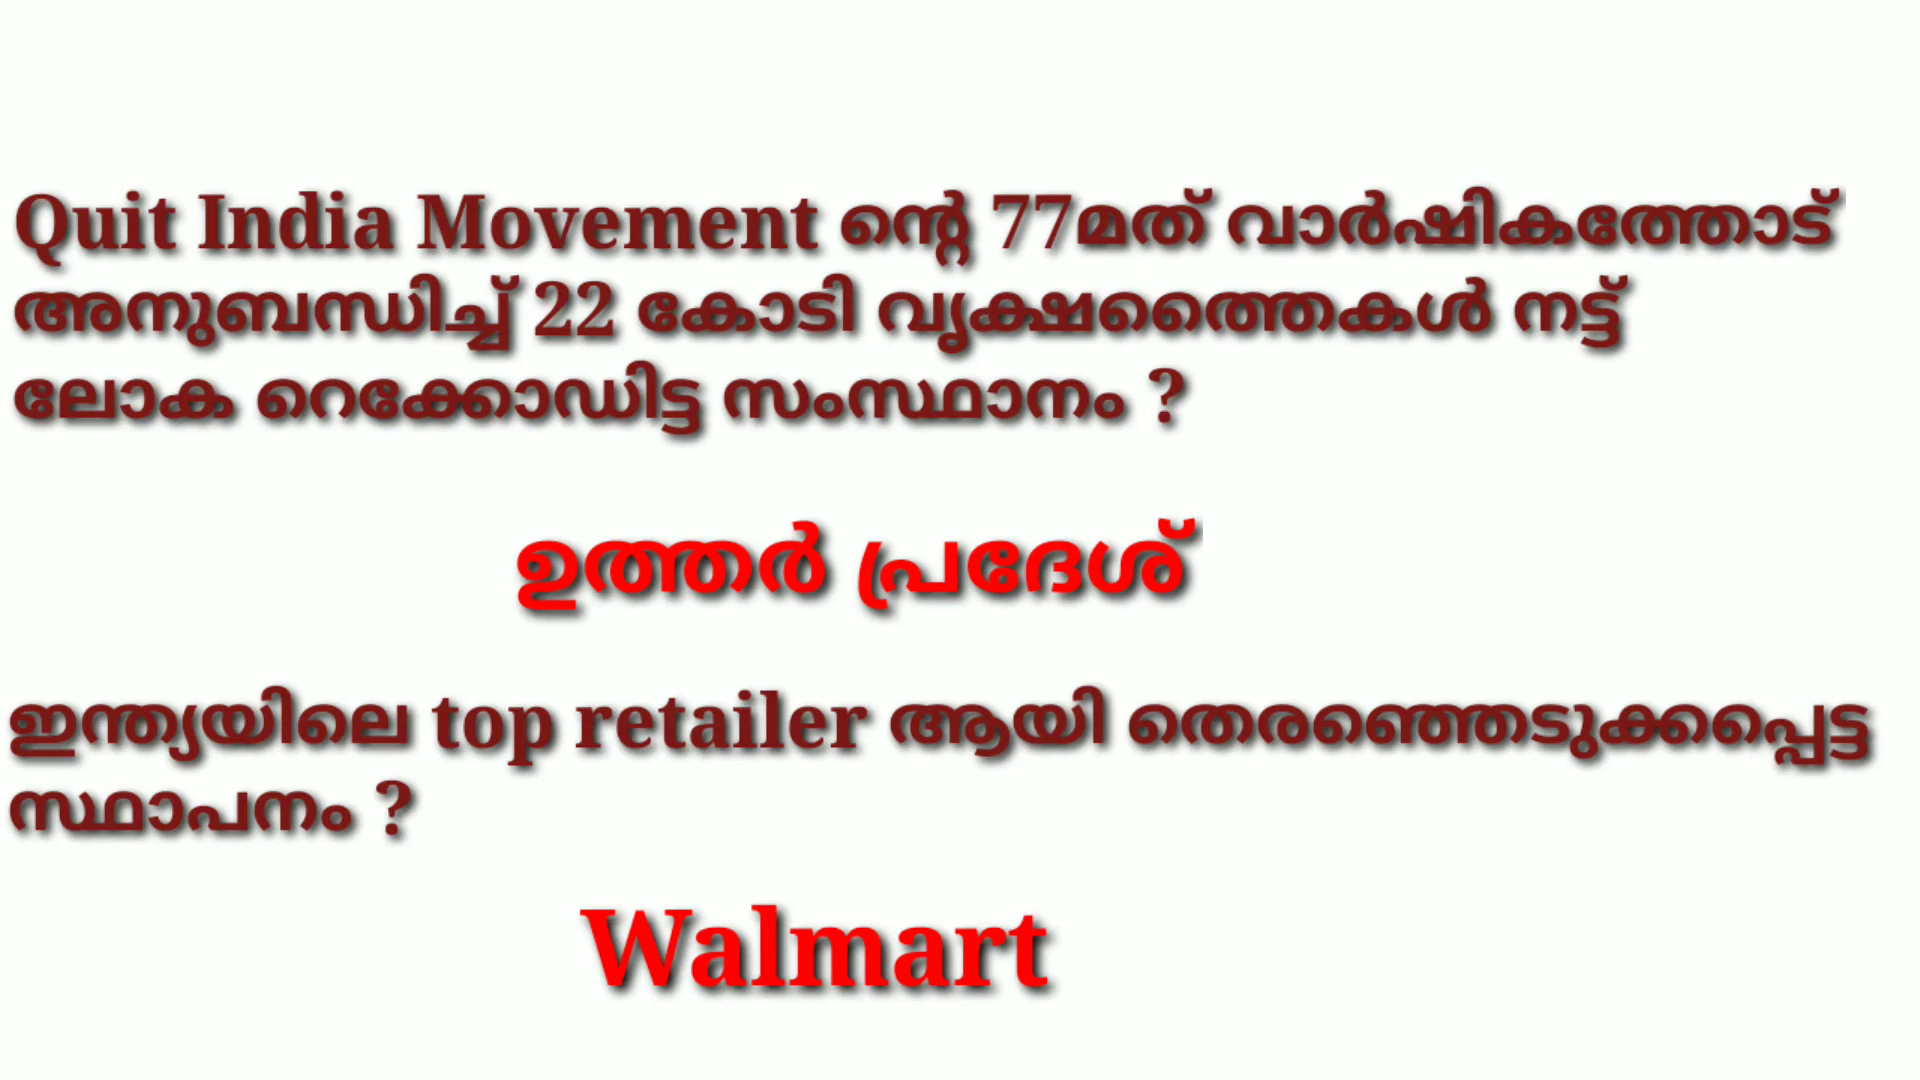 Quit India Movement ന്റെ 77മത് വാർഷികത്തോട്
അനുബന്ധിച്ച് 22 കോടി വൃക്ഷത്തൈകൾ നട്ട്
ലോക റെക്കോഡിട്ട സംസ്ഥാനം ?
ഉത്തർ പ്രദേശ്
ഇന്ത്യയിലെ top retailer ആയി തെരഞ്ഞെടുക്കപ്പെട്ട
സ്ഥാപനം ?
Walmart